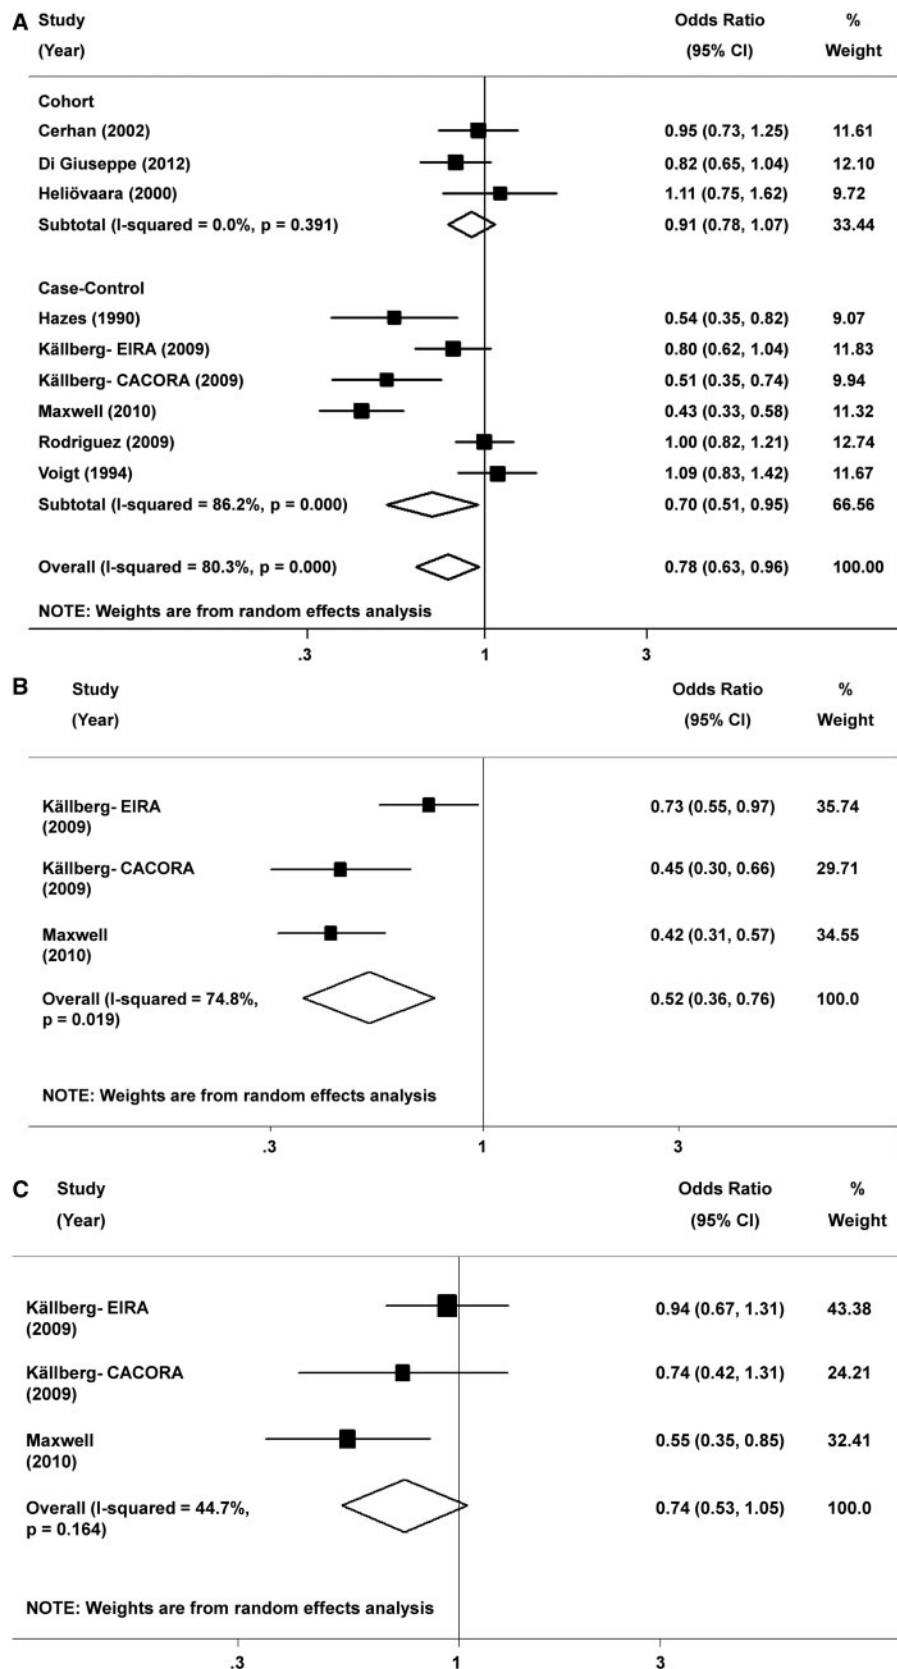 A Study Odds Ratio %
(Year) (95% CI) Weight
Cohort
Cerhan (2002) 0.95 (0.73, 1.25) 11.61
Di Giuseppe (2012) 0.82 (0.65, 1.04) 12.10
Heliövaara (2000) 1.11 (0.75, 1.62) 9.72
Subtotal (I-squared = 0.0%, p = 0.391) 0.91 (0.78, 1.07) 33.44
Case-Control
Hazes (1990) 0.54 (0.35, 0.82) 9.07
Källberg- EIRA (2009) 0.80 (0.62, 1.04) 11.83
Källberg- CACORA (2009) 0.51 (0.35, 0.74) 9.94
Maxwell (2010) 0.43 (0.33, 0.58) 11.32
Rodriguez (2009) 1.00 (0.82, 1.21) 12.74
Voigt (1994) 1.09 (0.83, 1.42) 11.67
Subtotal (I-squared = 86.2%, p = 0.000) 0.70 (0.51, 0.95) 66.56
Overall (I-squared = 80.3%, p = 0.000) 0.78 (0.63, 0.96) 100.00
NOTE: Weights are from random effects analysis
.3 1 3
B Study Odds Ratio %
(Year) (95% CI) Weight
Källberg- EIRA 0.73 (0.55, 0.97) 35.74
(2009)
Källberg- CACORA 0.45 (0.30, 0.66) 29.71
(2009)
Maxwell 0.42 (0.31, 0.57) 34.55
(2010)
Overall (I-squared = 74.8%, 0.52 (0.36, 0.76) 100.0
p = 0.019)
NOTE: Weights are from random effects analysis
.3 1 3
C Study Odds Ratio %
(Year) (95% CI) Weight
Källberg- EIRA 0.94 (0.67, 1.31) 43.38
(2009)
Källberg- CACORA 0.74 (0.42, 1.31) 24.21
(2009)
Maxwell 0.55 (0.35, 0.85) 32.41
(2010)
Overall (I-squared = 44.7%, 0.74 (0.53, 1.05) 100.0
p = 0.164)
NOTE: Weights are from random effects analysis
.3 1 3